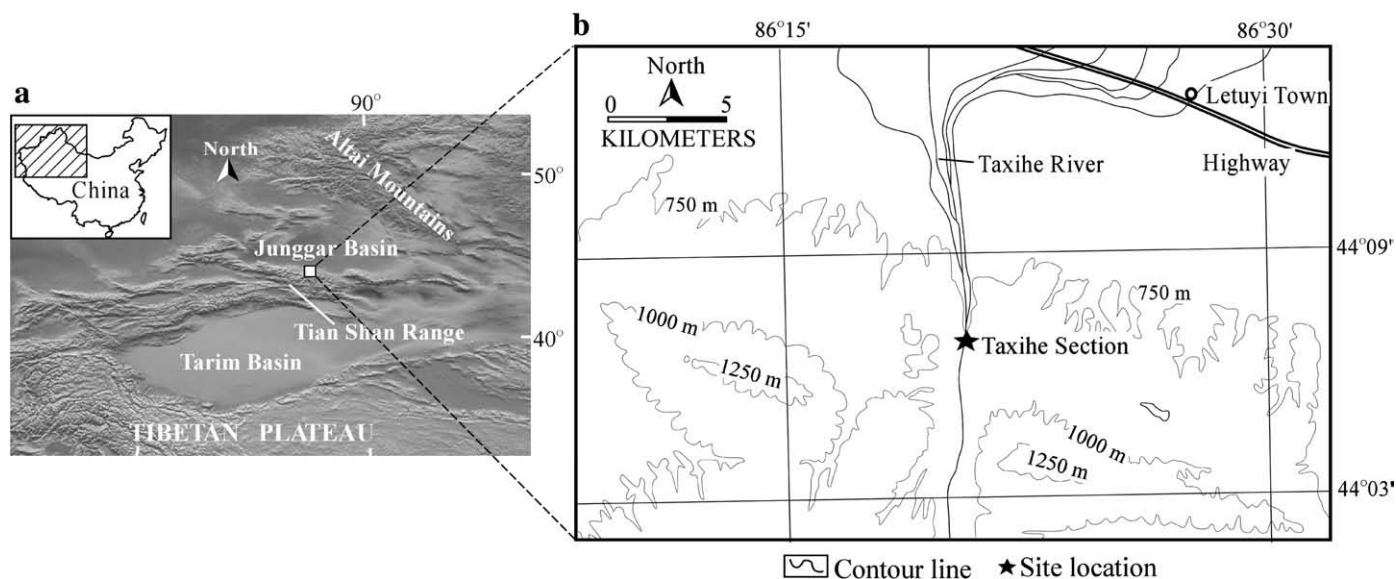 a
90°
North
China
50°
Altai Mountains
Junggar Basin
Tian Shan Range
40°
Tarim Basin
TIBETAN PLATEAU
b
86°15'
86°30'
North
0 5
KILOMETERS
Letuyi Town
Taxihe River
Highway
750 m
44°09'
750 m
1000 m
Taxihe Section
1250 m
1000 m
1250 m
44°03'
Contour line
Site location